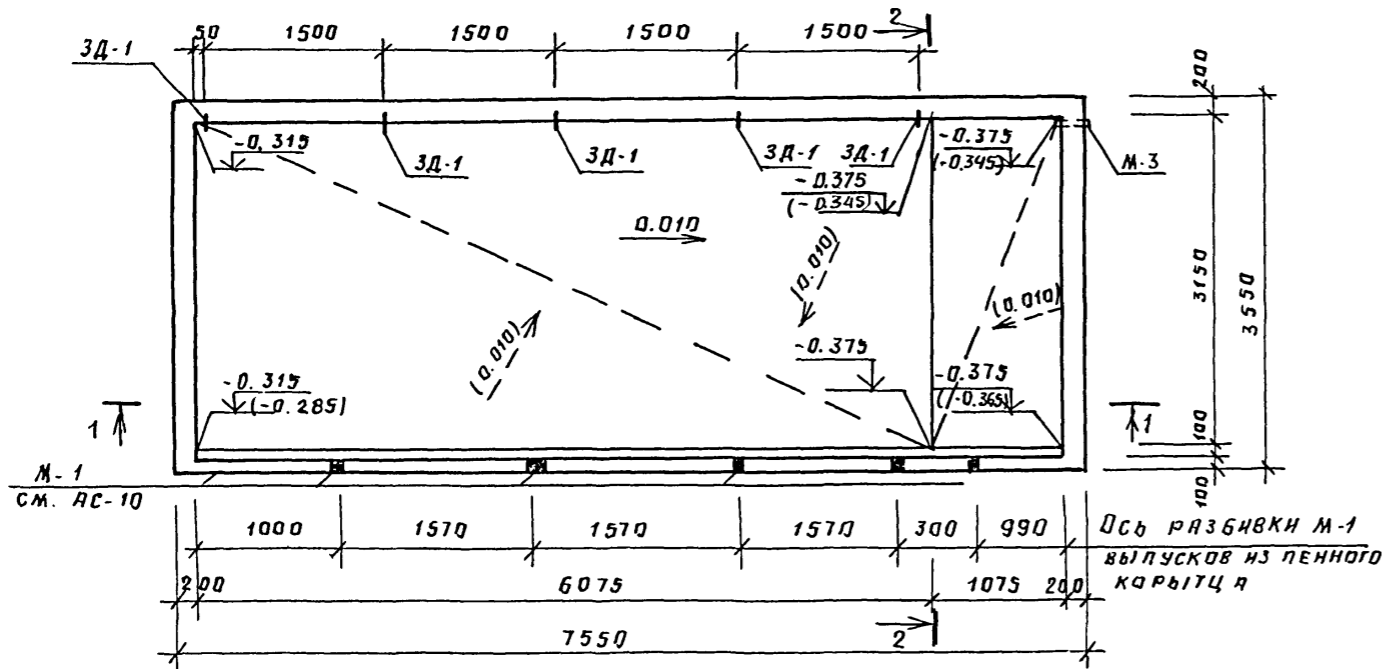 2
50 1500 1500 1500 1500
ЗД-1
200
-0.315
ЗД-1
ЗД-1
ЗД-1
ЗД-1
-0.375
(-0.345)
М-3
-0.375
(-0.345)
0.010
(0.010)
(0.010)
(0.010)
3150
3550
-0.375
-0.315
(-0.285)
-0.375
(-0.365)
1
1
100
100
М-1
СМ. АС-10
1000 1570 1570 1570 300 990
ОСЬ РАЗБИВКИ М-1
ВЫПУСКОВ ИЗ ПЕННОГО
КОРЫТЦА
200 6075 1075 200
7550
2